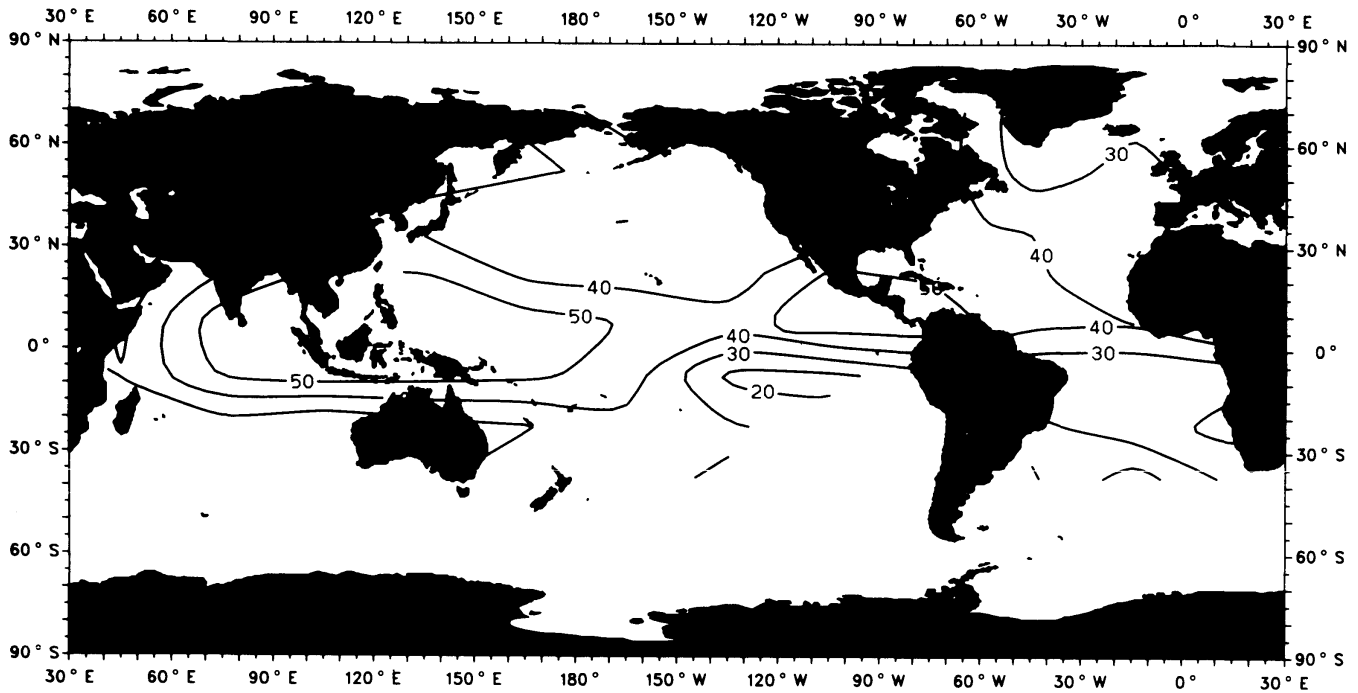 30° E 60° E 90° E 120° E 150° E 180° 150° W 120° W 90° W 60° W 30° W 0° 30° E
90° N 90° N
60° N 60° N
30
30° N 30° N
40
40
50
50
40 40
0° 0°
30 30
50
20
30° S 30° S
60° S 60° S
90° S 90° S
30° E 60° E 90° E 120° E 150° E 180° 150° W 120° W 90° W 60° W 30° W 0° 30° E